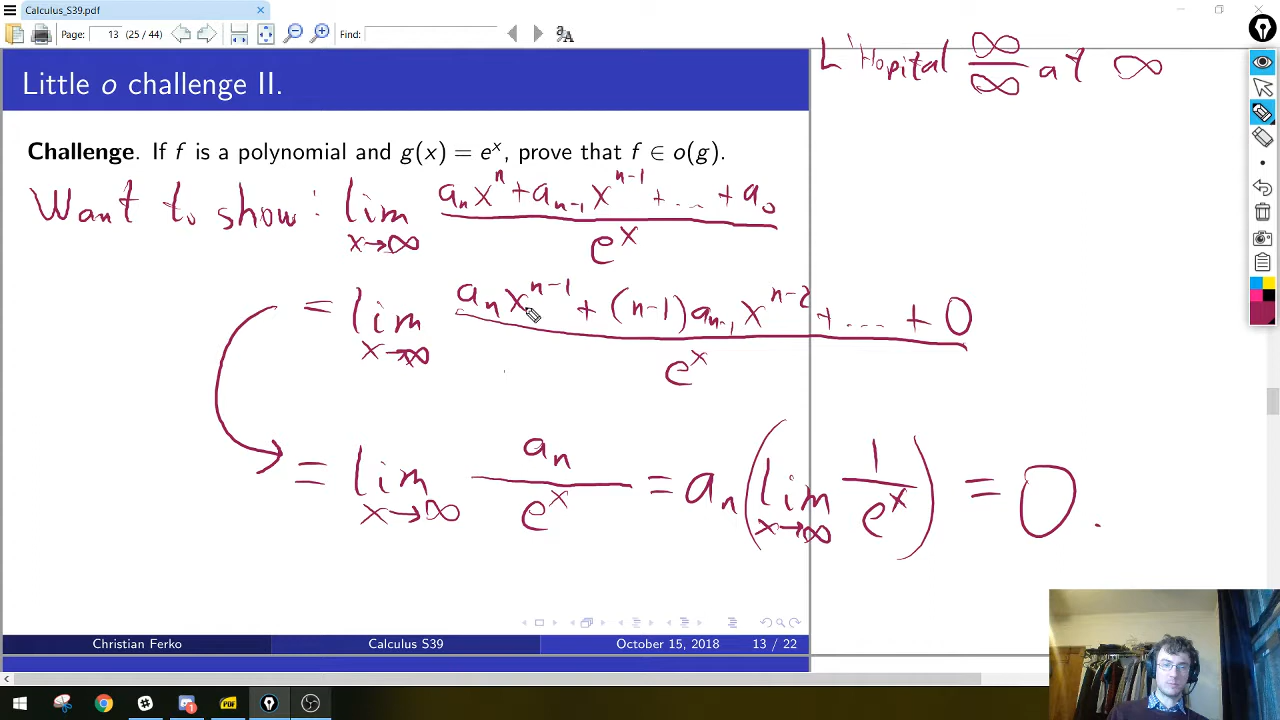 Calculus_S39.pdf
Page: 13 (25 / 44) Find:
L'Hopital ∞/∞ at ∞
Little o challenge II.
Challenge. If f is a polynomial and g(x) = e^x, prove that f ∈ o(g).
Want to show: lim x→∞ (a_n x^n + a_{n-1} x^{n-1} + ... + a_0) / e^x
= lim x→∞ (a_n x^{n-1} + (n-1) a_{n-1} x^{n-2} + ... + 0) / e^x
= lim x→∞ a_n / e^x = a_n (lim x→∞ 1 / e^x) = 0.
Christian Ferko Calculus S39 October 15, 2018 13 / 22